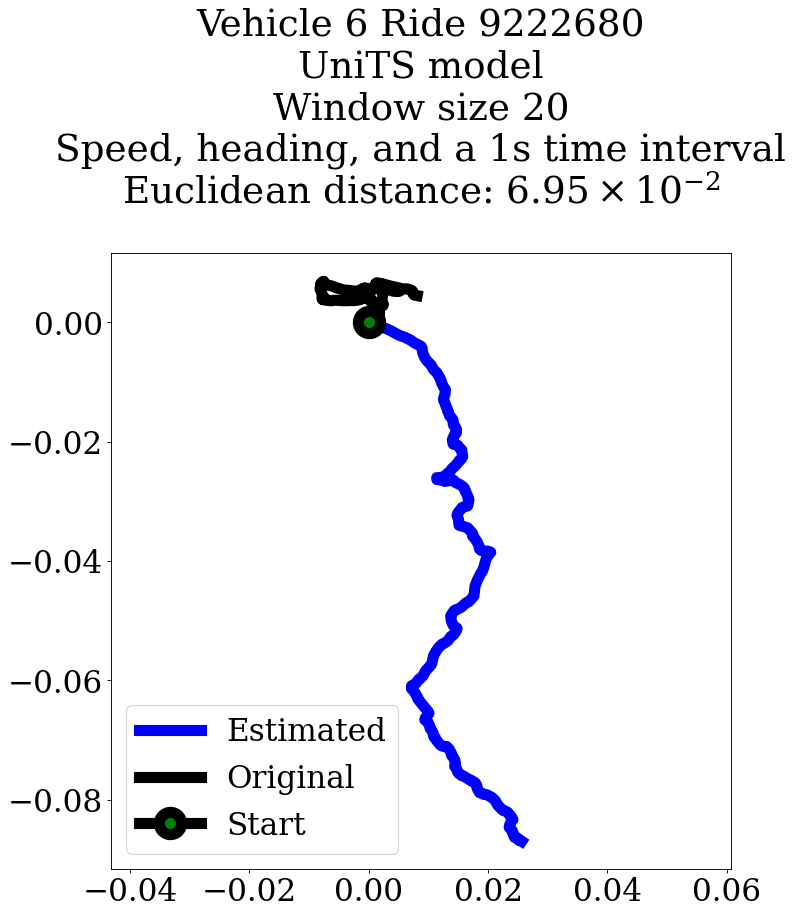 Vehicle 6 Ride 9222680
UniTS model
Window size 20
Speed, heading, and a 1s time interval
Euclidean distance: 6.95 × 10⁻²
0.00
−0.02
−0.04
−0.06
−0.08
Estimated
Original
Start
−0.04 −0.02 0.00 0.02 0.04 0.06